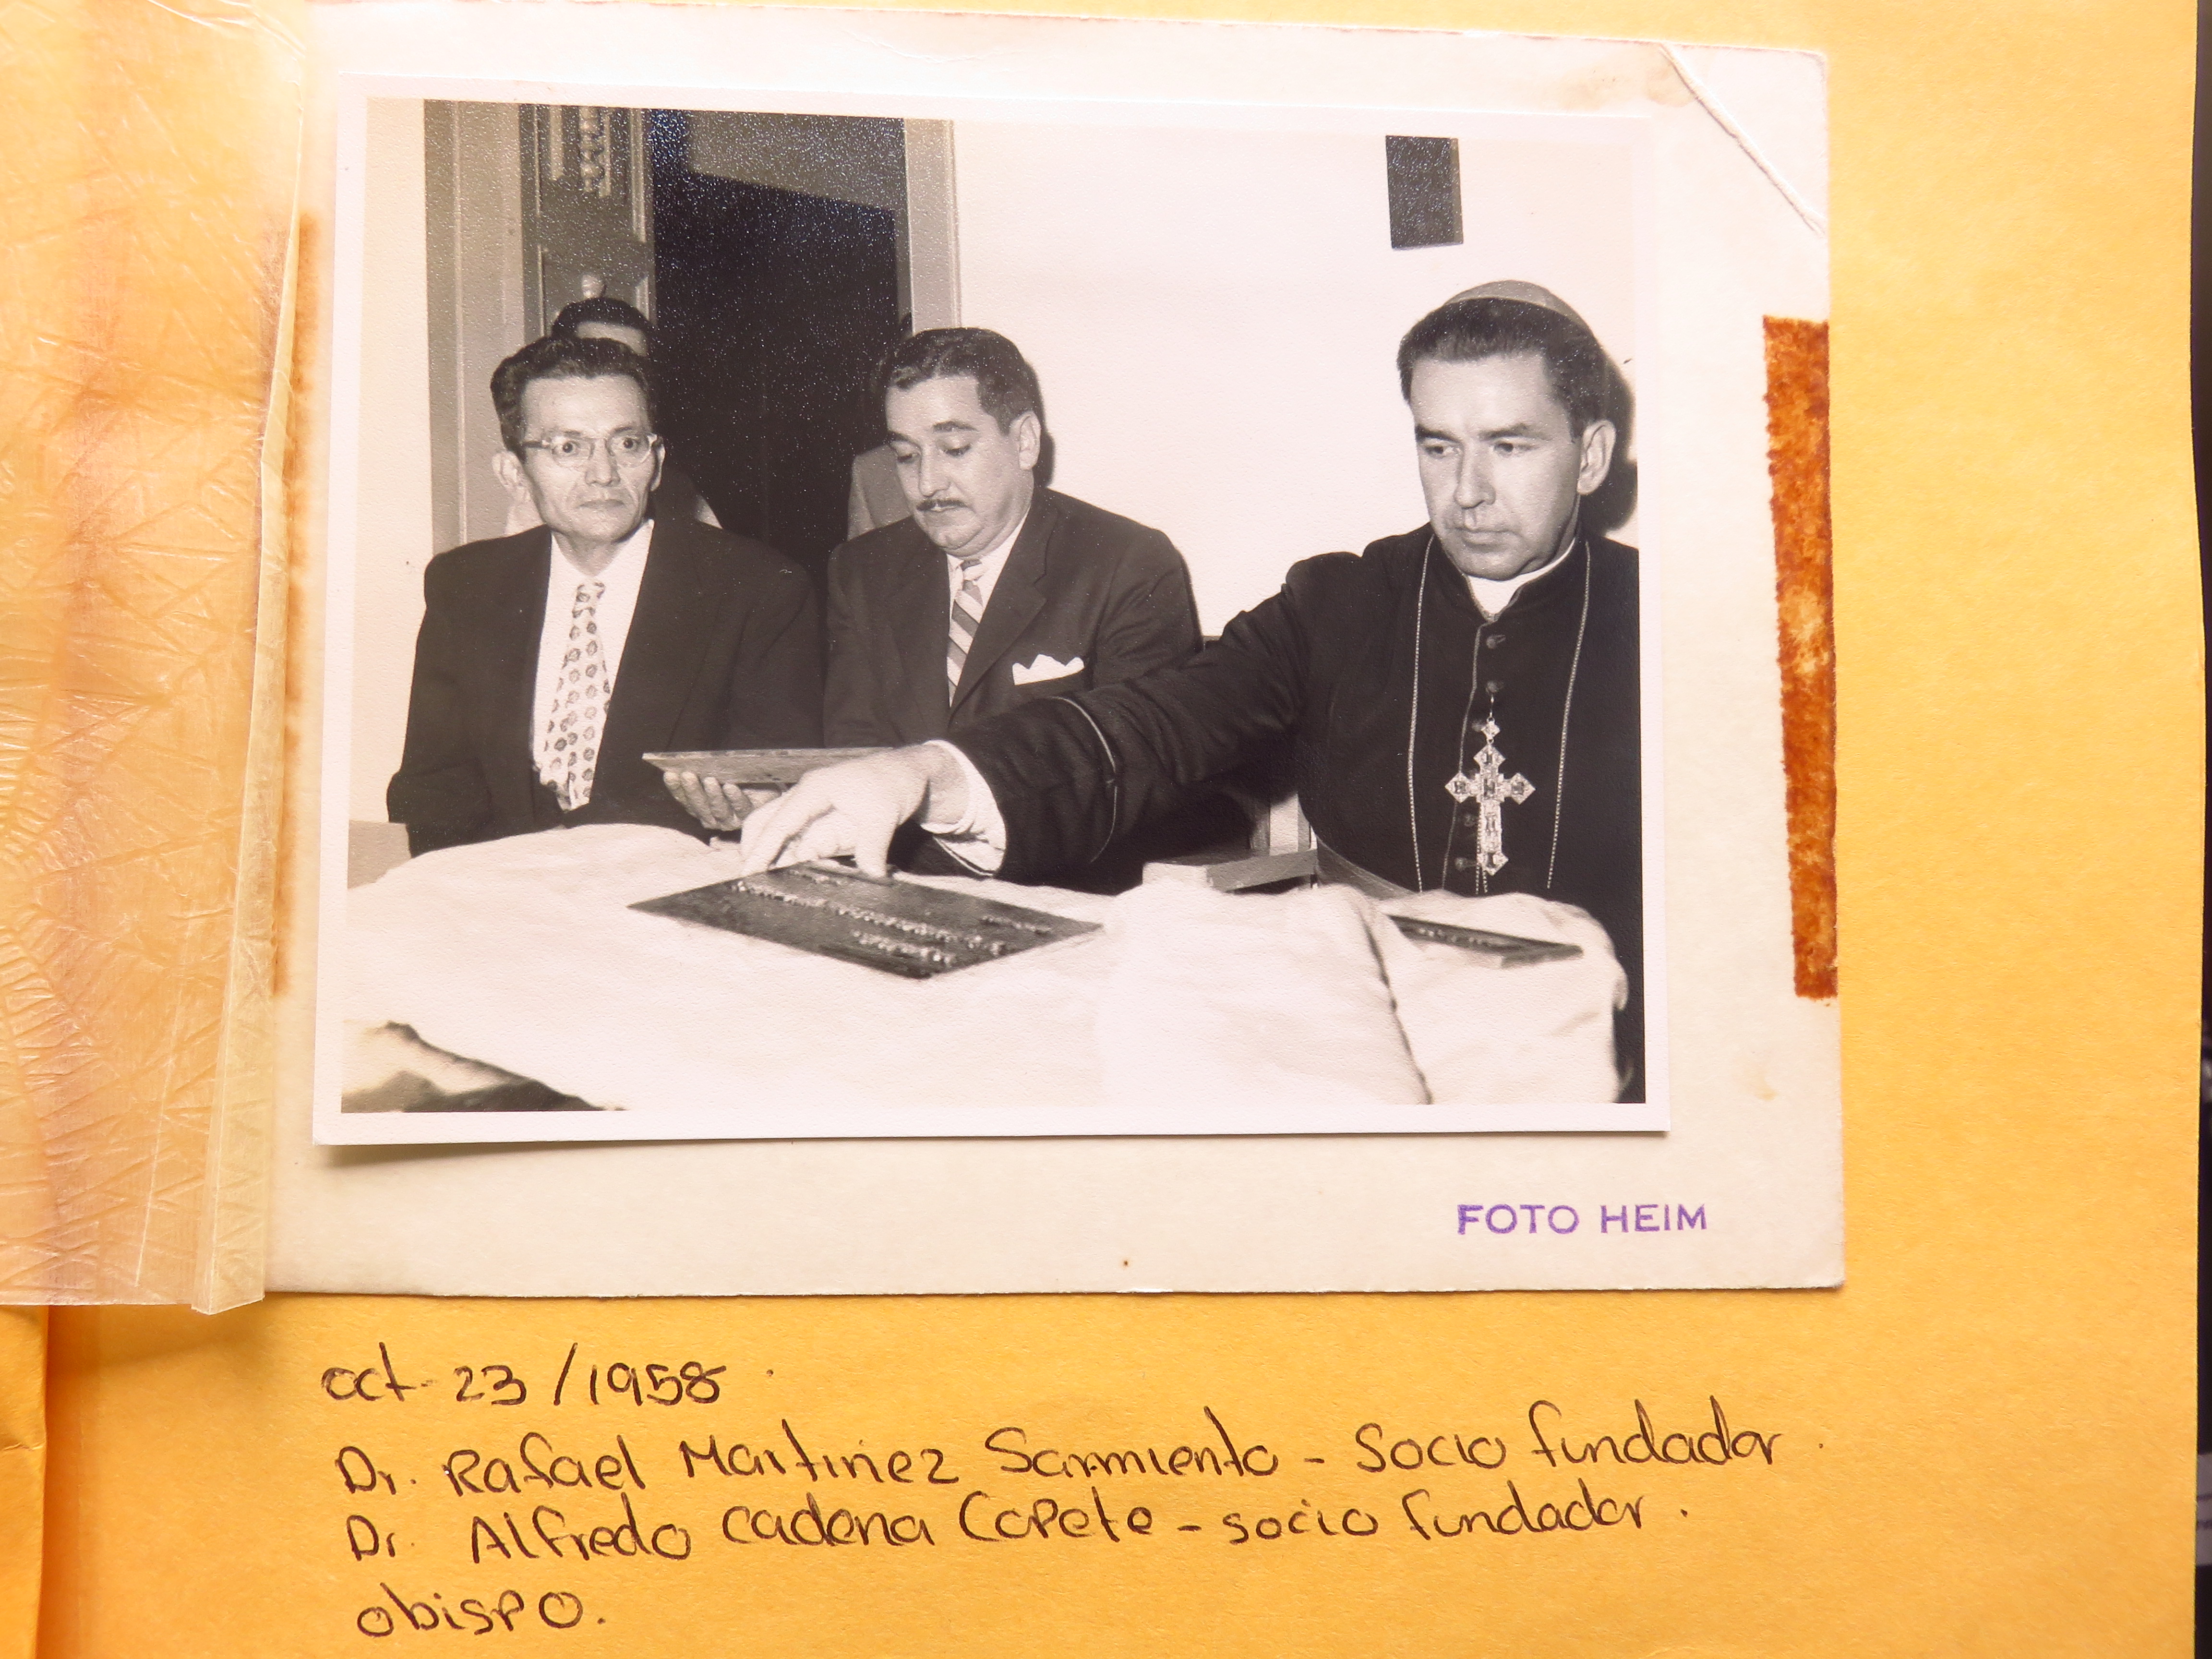 FOTO HEIM
oct 23/1958
Dr. Rafael Martinez Sarmiento - Socio fundador
Dr. Alfredo cadena Copete - socio fundador.
obispo.